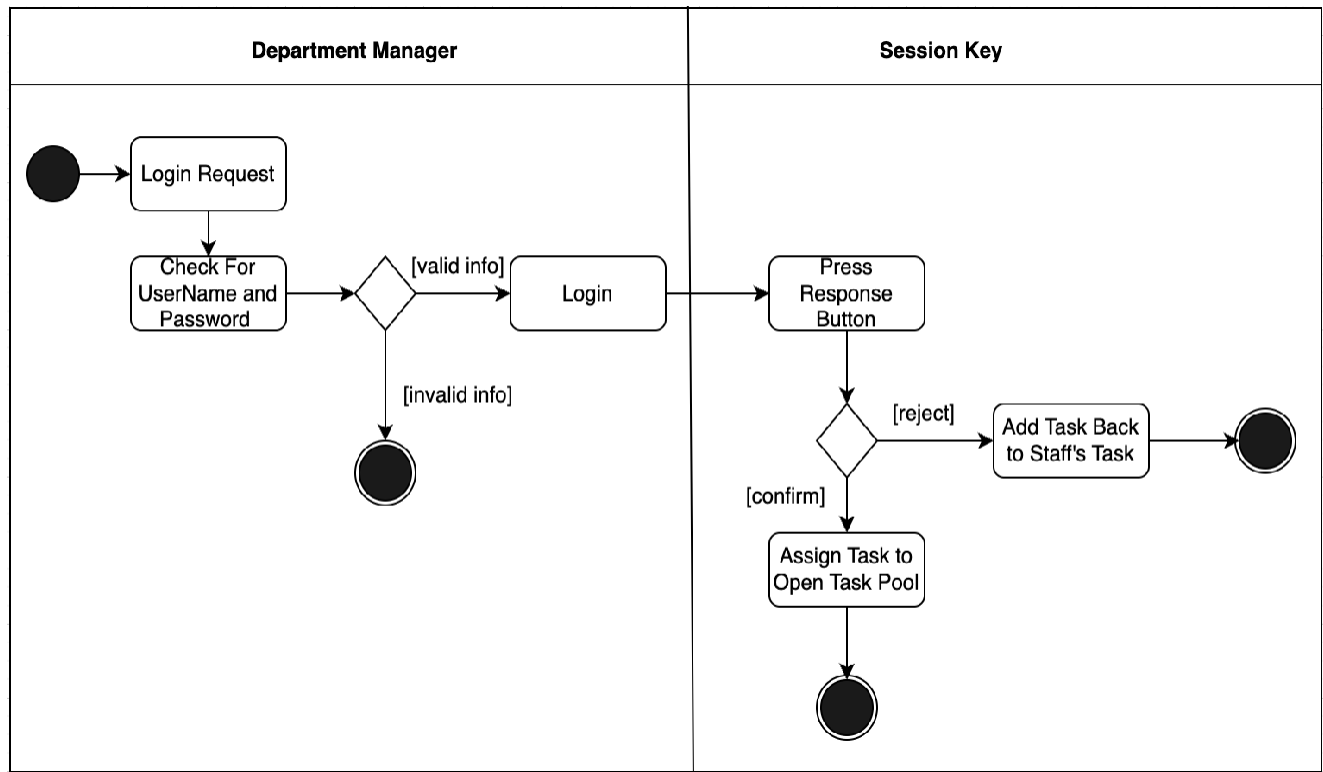 Department Manager
Session Key
Login Request
Check For
UserName and
Password
[valid info]
Login
Press
Response
Button
[invalid info]
[reject]
Add Task Back
to Staff's Task
[confirm]
Assign Task to
Open Task Pool